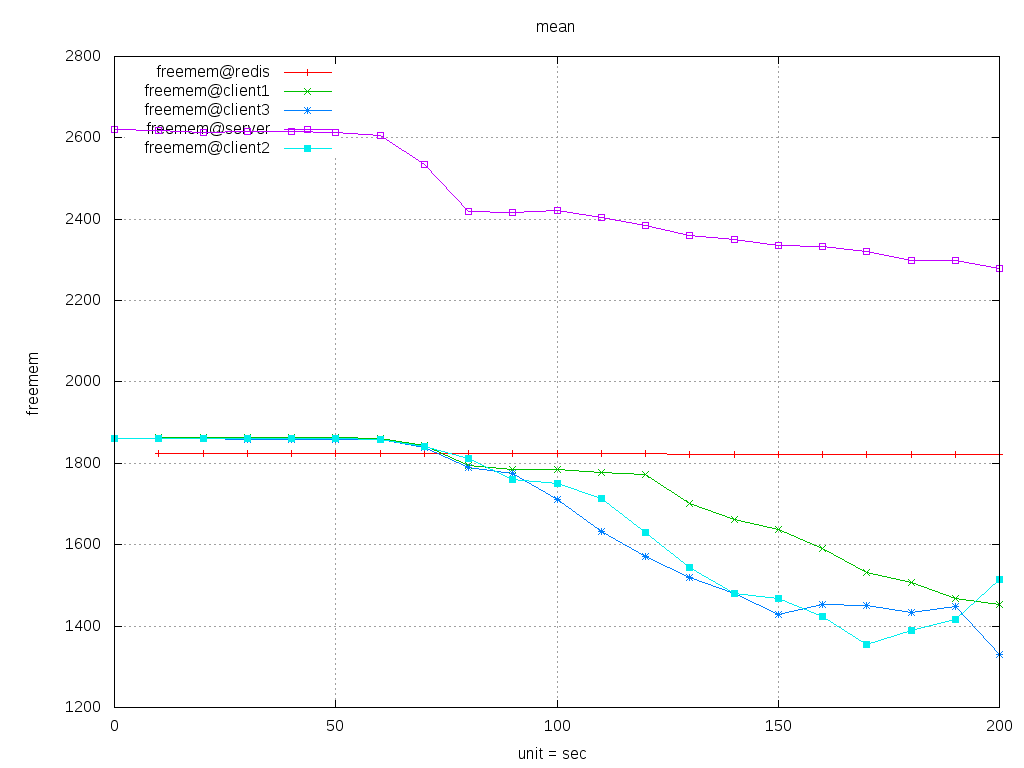 mean
2800
2600
2400
2200
2000
1800
1600
1400
1200
freemem
freemem@redis
freemem@client1
freemem@client3
freemem@server
freemem@client2
0 50 100 150 200
unit = sec